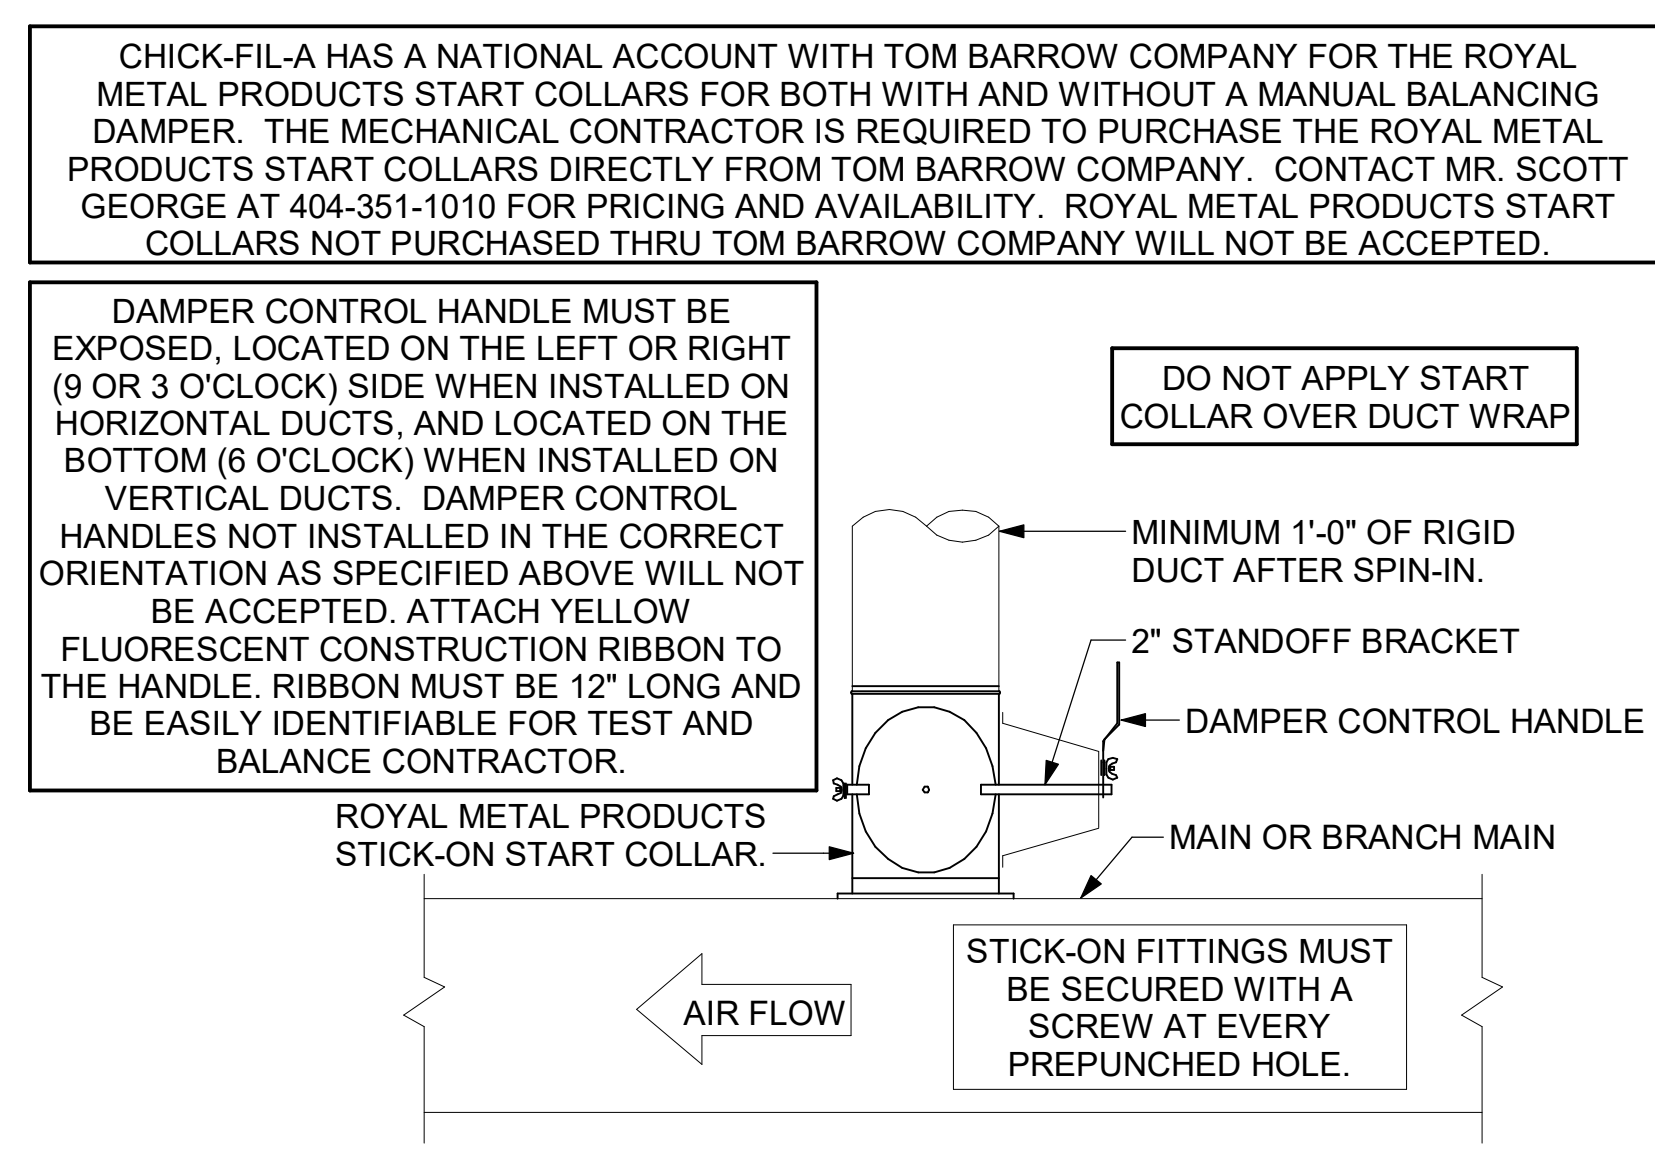 CHICK-FIL-A HAS A NATIONAL ACCOUNT WITH TOM BARROW COMPANY FOR THE ROYAL
METAL PRODUCTS START COLLARS FOR BOTH WITH AND WITHOUT A MANUAL BALANCING
DAMPER. THE MECHANICAL CONTRACTOR IS REQUIRED TO PURCHASE THE ROYAL METAL
PRODUCTS START COLLARS DIRECTLY FROM TOM BARROW COMPANY. CONTACT MR. SCOTT
GEORGE AT 404-351-1010 FOR PRICING AND AVAILABILITY. ROYAL METAL PRODUCTS START
COLLARS NOT PURCHASED THRU TOM BARROW COMPANY WILL NOT BE ACCEPTED.
DAMPER CONTROL HANDLE MUST BE
EXPOSED, LOCATED ON THE LEFT OR RIGHT
(9 OR 3 O'CLOCK) SIDE WHEN INSTALLED ON
HORIZONTAL DUCTS, AND LOCATED ON THE
BOTTOM (6 O'CLOCK) WHEN INSTALLED ON
VERTICAL DUCTS. DAMPER CONTROL
HANDLES NOT INSTALLED IN THE CORRECT
ORIENTATION AS SPECIFIED ABOVE WILL NOT
BE ACCEPTED. ATTACH YELLOW
FLUORESCENT CONSTRUCTION RIBBON TO
THE HANDLE. RIBBON MUST BE 12" LONG AND
BE EASILY IDENTIFIABLE FOR TEST AND
BALANCE CONTRACTOR.
DO NOT APPLY START
COLLAR OVER DUCT WRAP
MINIMUM 1'-0" OF RIGID
DUCT AFTER SPIN-IN.
2" STANDOFF BRACKET
DAMPER CONTROL HANDLE
ROYAL METAL PRODUCTS
STICK-ON START COLLAR.
MAIN OR BRANCH MAIN
STICK-ON FITTINGS MUST
BE SECURED WITH A
SCREW AT EVERY
PREPUNCHED HOLE.
AIR FLOW